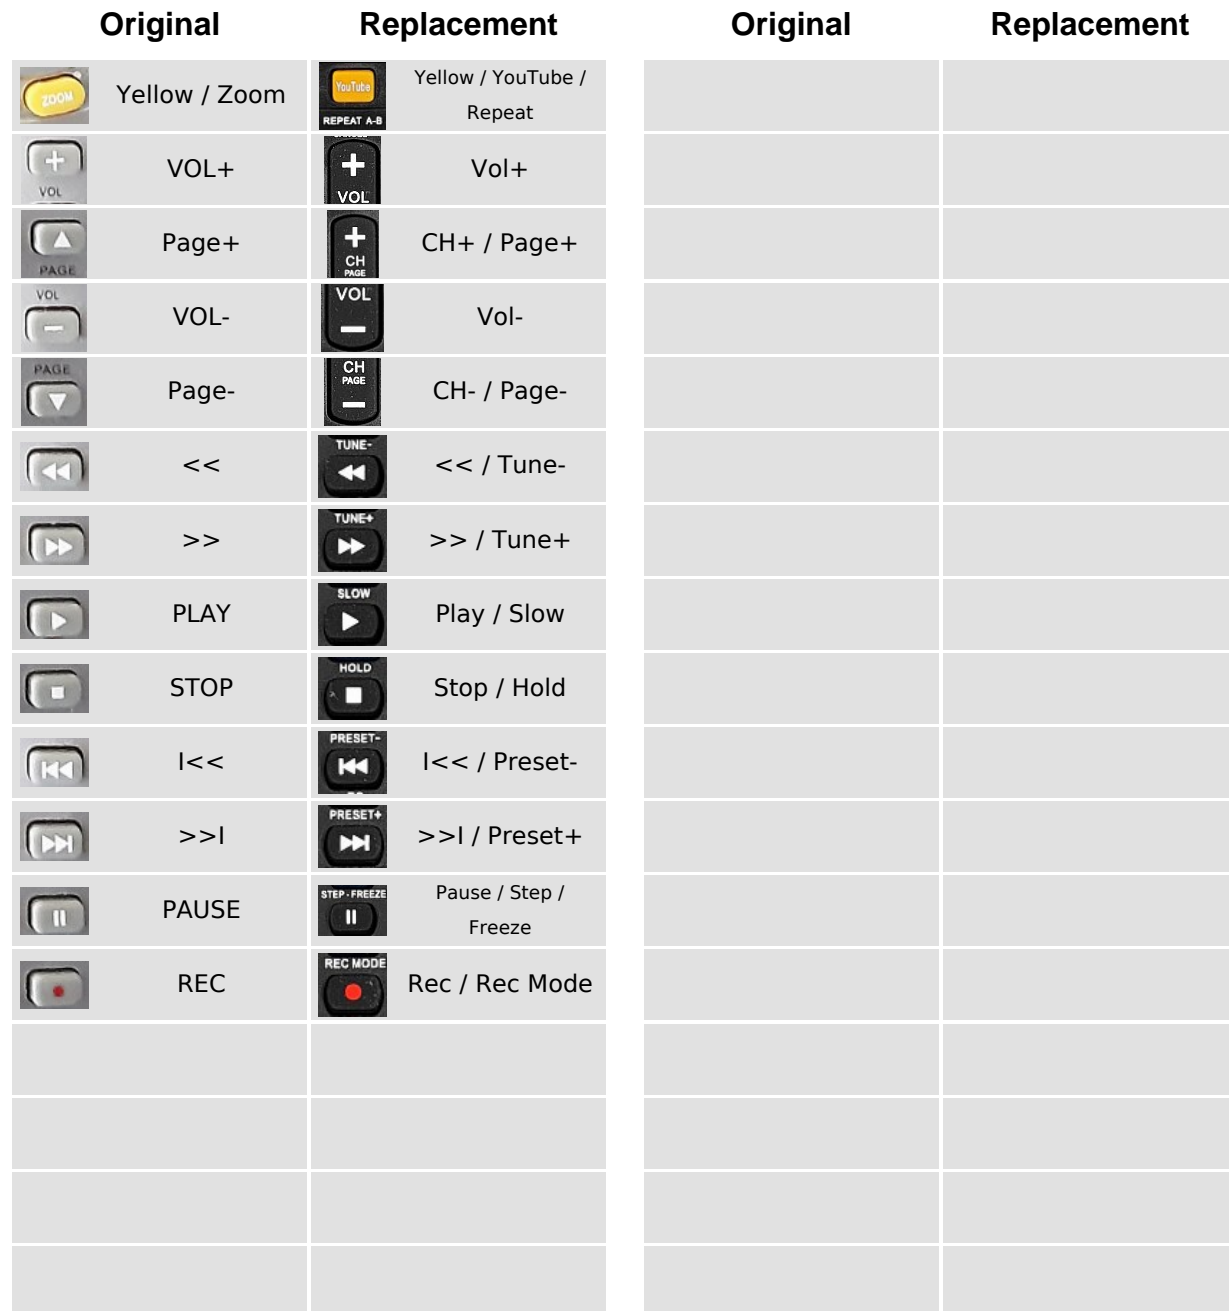 Original Replacement Original Replacement
ZOOM Yellow / Zoom YouTube REPEAT A-B Yellow / YouTube /
Repeat
VOL VOL+ VOL Vol+
PAGE Page+ CH PAGE CH+ / Page+
VOL VOL- VOL Vol-
PAGE Page- CH PAGE CH- / Page-
<< TUNE- << / Tune-
>> TUNE+ >> / Tune+
PLAY SLOW Play / Slow
STOP HOLD Stop / Hold
I<< PRESET- I<< / Preset-
>>I PRESET+ >>I / Preset+
PAUSE STEP-FREEZE Pause / Step /
Freeze
REC REC MODE Rec / Rec Mode